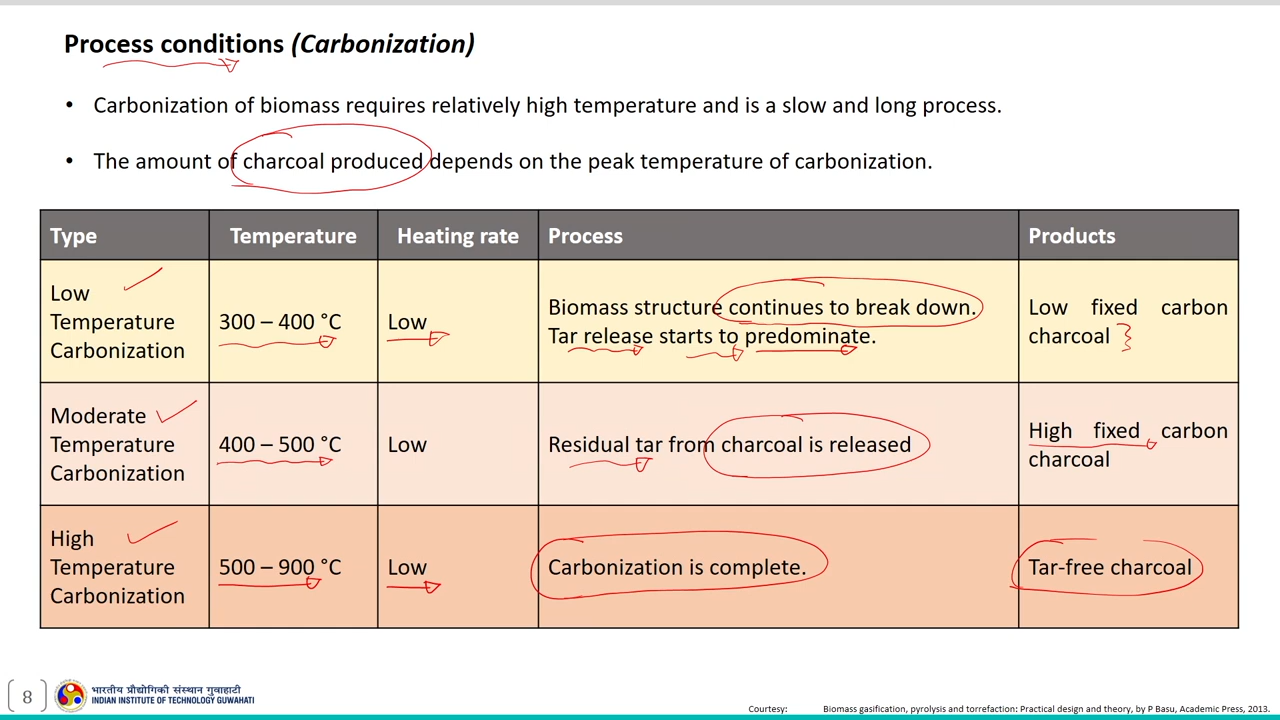 Process conditions (Carbonization)
• Carbonization of biomass requires relatively high temperature and is a slow and long process.
• The amount of charcoal produced depends on the peak temperature of carbonization.
Type Temperature Heating rate Process Products
Low
Temperature
Carbonization
300 – 400 °C
Low
Biomass structure continues to break down.
Tar release starts to predominate.
Low fixed carbon
charcoal
Moderate
Temperature
Carbonization
400 – 500 °C
Low
Residual tar from charcoal is released
High fixed carbon
charcoal
High
Temperature
Carbonization
500 – 900 °C
Low
Carbonization is complete.
Tar-free charcoal
8
भारतीय प्रौद्योगिकी संस्थान गुवाहाटी
INDIAN INSTITUTE OF TECHNOLOGY GUWAHATI
Courtesy: Biomass gasification, pyrolysis and torrefaction: Practical design and theory, by P Basu, Academic Press, 2013.